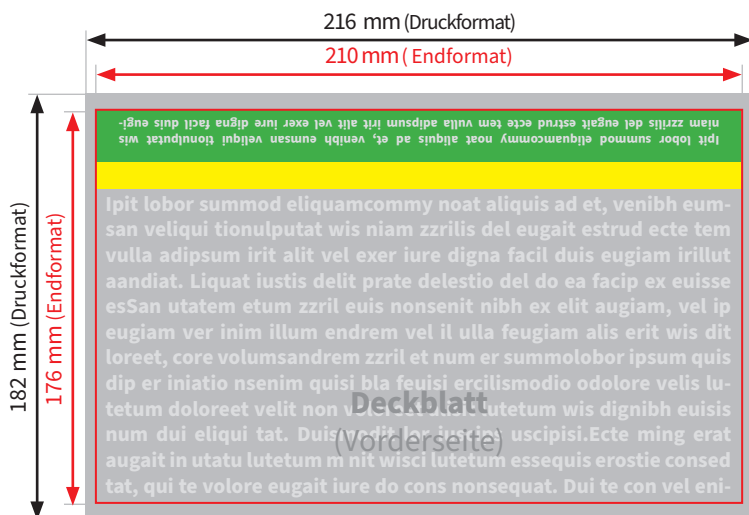 216 mm (Druckformat)
210 mm ( Endformat)
182 mm (Druckformat)
176 mm (Endformat)
Ipit lobor summod eliquamcommy noat aliquis ad et, venibh eumsan veliqui tionulputat wis
niam zzrilis del eugait estrud ecte tem vulla adipsum irit alit vel exer iure digna facil duis eugi-
Ipit lobor summod eliquamcommy noat aliquis ad et, venibh eum-
san veliqui tionulputat wis niam zzrilis del eugait estrud ecte tem
vulla adipsum irit alit vel exer iure digna facil duis eugiam irillut
aandiat. Liquat iustis delit prate delestio del do ea facip ex euisse
esSan utatem etum zzril euis nonsenit nibh ex elit augiam, vel ip
eugiam ver inim illum endrem vel il ulla feugiam alis erit wis dit
loreet, core volumsandrem zzril et num er summolobor ipsum quis
dip er iniatio nsenim quisi bla feuisi ercilismodio odolore velis lu-
tetum doloreet velit non lutetum wis dignibh euisis
Deckblatt
num dui eliqui tat. Duis uscipisi.Ecte ming erat
(Vorderseite)
augait in utatu lutetum m nit wisci lutetum essequis erostie consed
tat, qui te volore eugait iure do cons nonsequat. Dui te con vel eni-